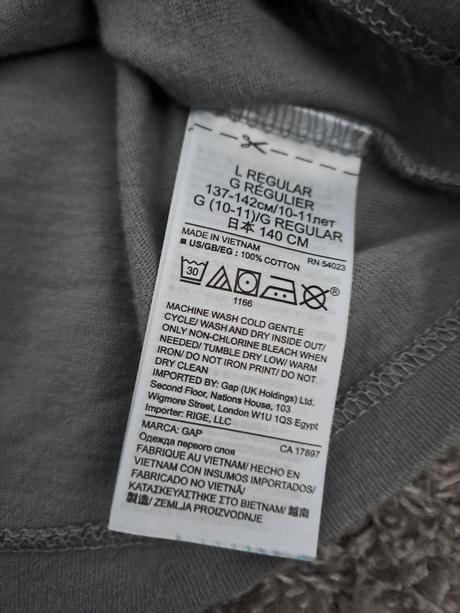 L REGULAR
G RÉGULIER
137-142см/10-11лет
G (10-11)/G REGULAR
日本 140 CM
MADE IN VIETNAM
RN 54023
■ US/GB/EG : 100% COTTON
30
1166
®
MACHINE WASH COLD GENTLE
CYCLE/ WASH AND DRY INSIDE OUT/
ONLY NON-CHLORINE BLEACH WHEN
NEEDED/ TUMBLE DRY LOW/ WARM
IRON/ DO NOT IRON PRINT/ DO NOT
DRY CLEAN
IMPORTED BY: Gap (UK Holdings) Ltd.
Second Floor, Nations House, 103
Wigmore Street, London W1U 1QS Egypt
Importer: RIGE, LLC
MARCA: GAP
CA 17897
Одежда первого слоя
FABRIQUÉ AU VIETNAM/ HECHO EN
VIETNAM CON INSUMOS IMPORTADOS/
FABRICADO NO VIETNÃ/
ΚΑΤΑΣΚΕΥΑΣΤΗΚΕ ΣΤΟ ΒΙΕΤΝΑΜ/ 越南
製造/ ZEMLJA PROIZVODNJE